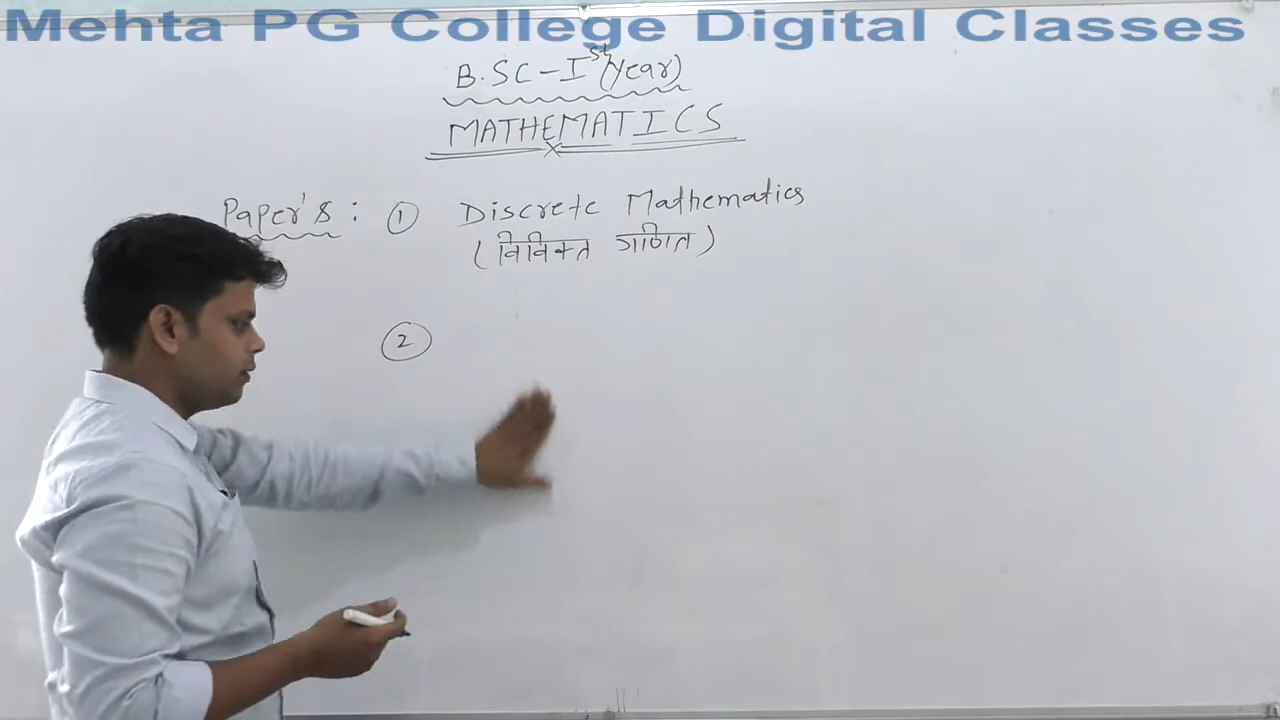 Mehta PG College Digital Classes
B.SC-Ist(year)
MATHEMATICS
Paper's : ① Discrete Mathematics
(विविक्त गणित)
②